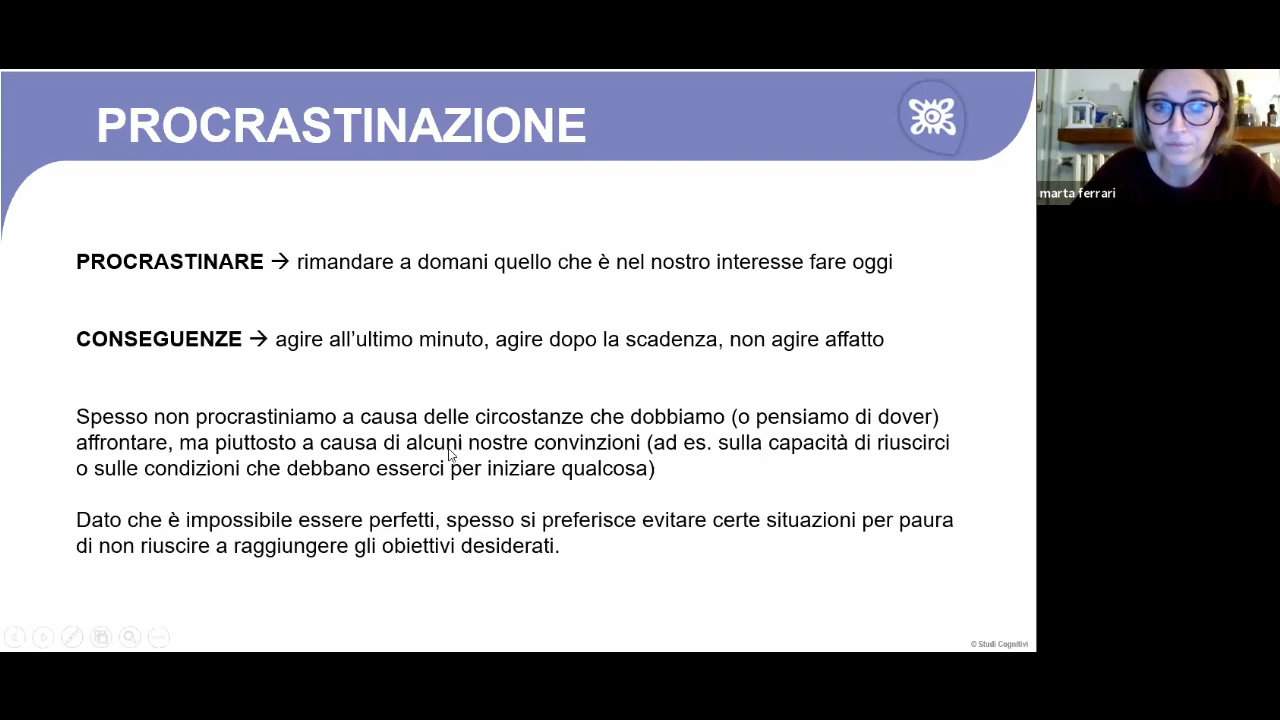 PROCRASTINAZIONE
marta ferrari
PROCRASTINARE → rimandare a domani quello che è nel nostro interesse fare oggi
CONSEGUENZE → agire all’ultimo minuto, agire dopo la scadenza, non agire affatto
Spesso non procrastiniamo a causa delle circostanze che dobbiamo (o pensiamo di dover)
affrontare, ma piuttosto a causa di alcuni nostre convinzioni (ad es. sulla capacità di riuscirci
o sulle condizioni che debbano esserci per iniziare qualcosa)
Dato che è impossibile essere perfetti, spesso si preferisce evitare certe situazioni per paura
di non riuscire a raggiungere gli obiettivi desiderati.
© Studi Cognitivi